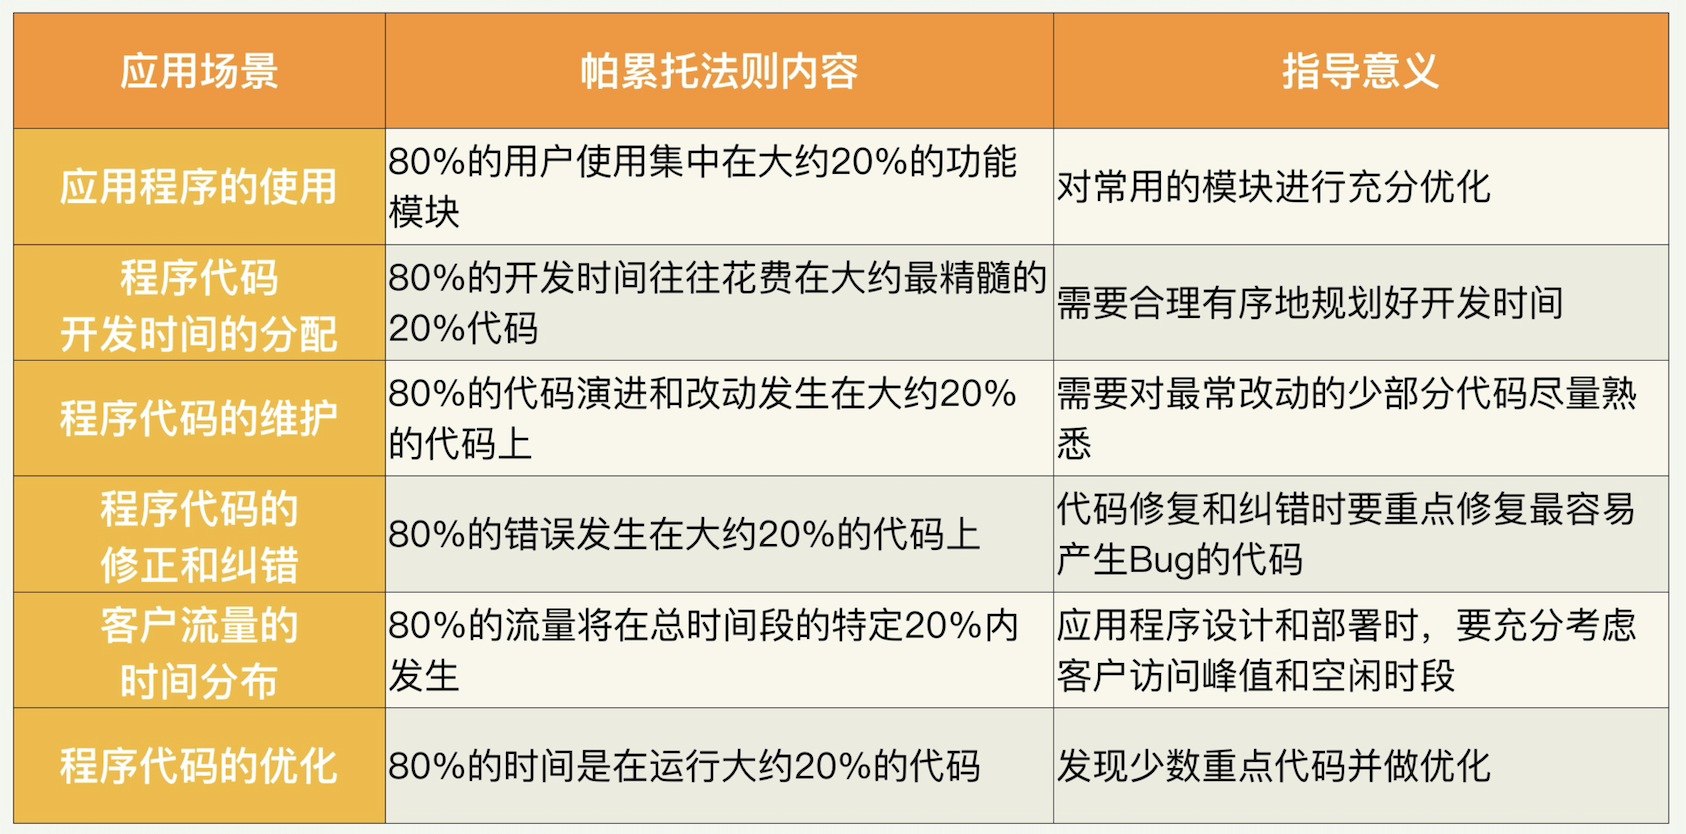 应用场景
帕累托法则内容
指导意义
应用程序的使用
80%的用户使用集中在大约20%的功能
模块
对常用的模块进行充分优化
程序代码
开发时间的分配
80%的开发时间往往花费在大约最精髓的
20%代码
需要合理有序地规划好开发时间
程序代码的维护
80%的代码演进和改动发生在大约20%
的代码上
需要对最常改动的少部分代码尽量熟
悉
程序代码的
修正和纠错
80%的错误发生在大约20%的代码上
代码修复和纠错时要重点修复最容易
产生Bug的代码
客户流量的
时间分布
80%的流量将在总时间段的特定20%内
发生
应用程序设计和部署时，要充分考虑
客户访问峰值和空闲时段
程序代码的优化
80%的时间是在运行大约20%的代码
发现少数重点代码并做优化